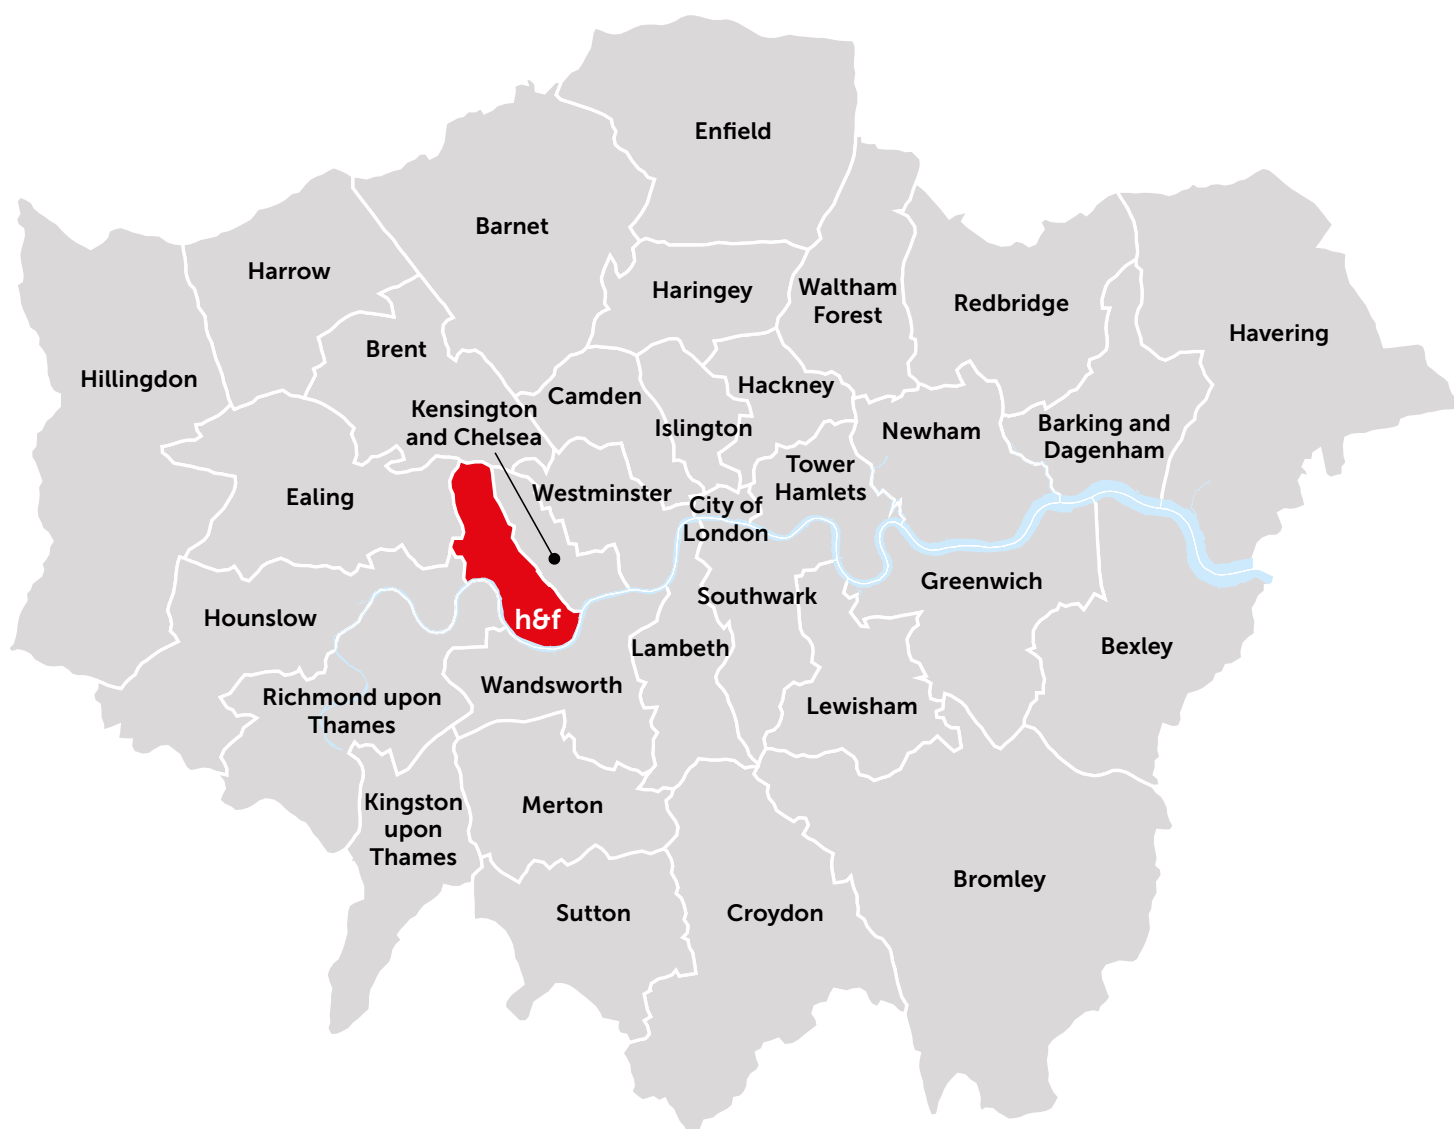 Enfield
Barnet
Harrow
Haringey
Waltham
Forest
Redbridge
Havering
Brent
Hillingdon
Hackney
Camden
Kensington
and Chelsea
Islington
Newham
Barking and
Dagenham
Tower
Hamlets
Westminster
Ealing
City of
London
Greenwich
Southwark
Hounslow
h&f
Lambeth
Bexley
Wandsworth
Richmond upon
Thames
Lewisham
Kingston
upon
Thames
Merton
Bromley
Sutton
Croydon